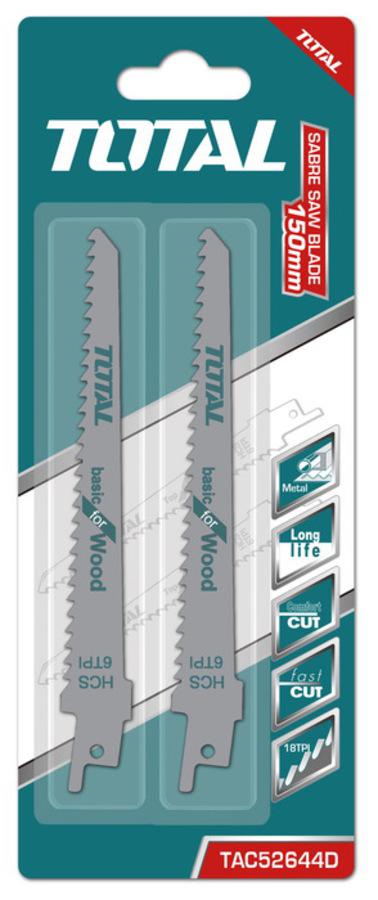 TOTAL
TOTAL
SABRE SAW BLADE
150mm
TOTAL
basic for Wood
HCS
6TPI
TOTAL
basic for Wood
HCS
6TPI
Metal
Long
life
Comfort
CUT
fast
CUT
18TPI
TAC52644D